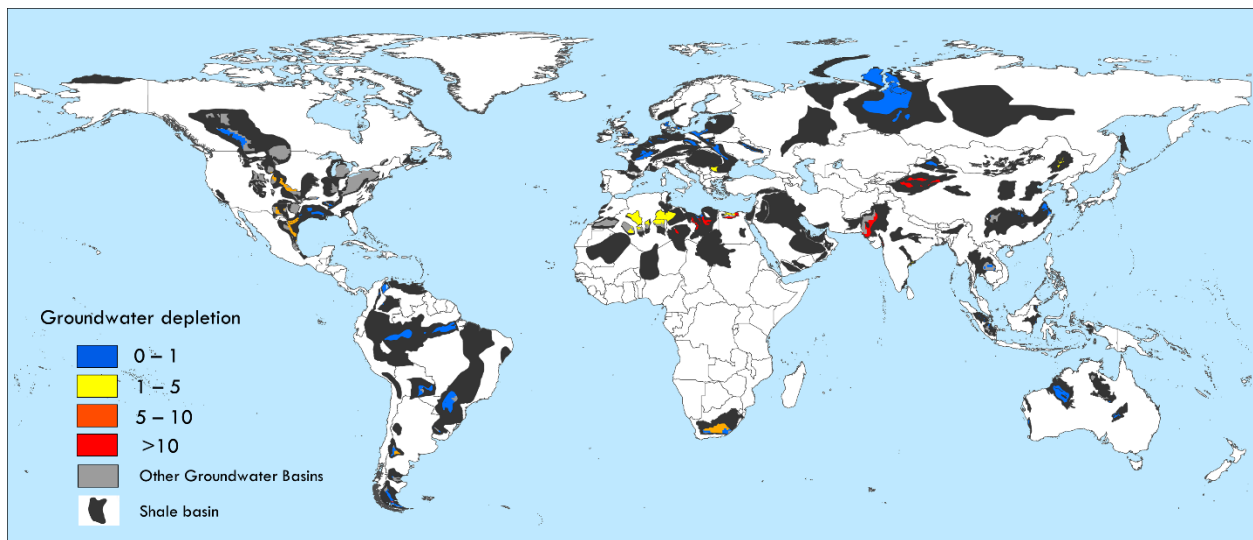 Groundwater depletion
0 – 1
1 – 5
5 – 10
>10
Other Groundwater Basins
Shale basin